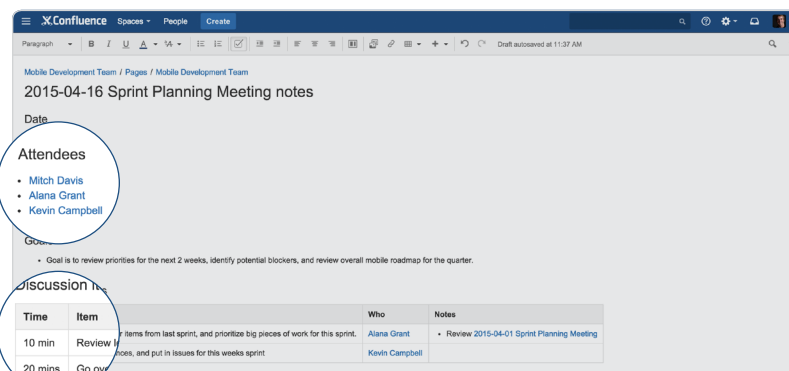 Confluence Spaces People Create
Paragraph B I U A Draft autosaved at 11:37 AM
Mobile Development Team / Pages / Mobile Development Team
2015-04-16 Sprint Planning Meeting notes
Date
Attendees
• Mitch Davis
• Alana Grant
• Kevin Campbell
• Goal is to review priorities for the next 2 weeks, identify potential blockers, and review overall mobile roadmap for the quarter.
Discussion
Time Item Who Notes
10 min Review items from last sprint, and prioritize big pieces of work for this sprint. Alana Grant • Review 2015-04-01 Sprint Planning Meeting
20 mins Go and put in issues for this weeks sprint Kevin Campbell